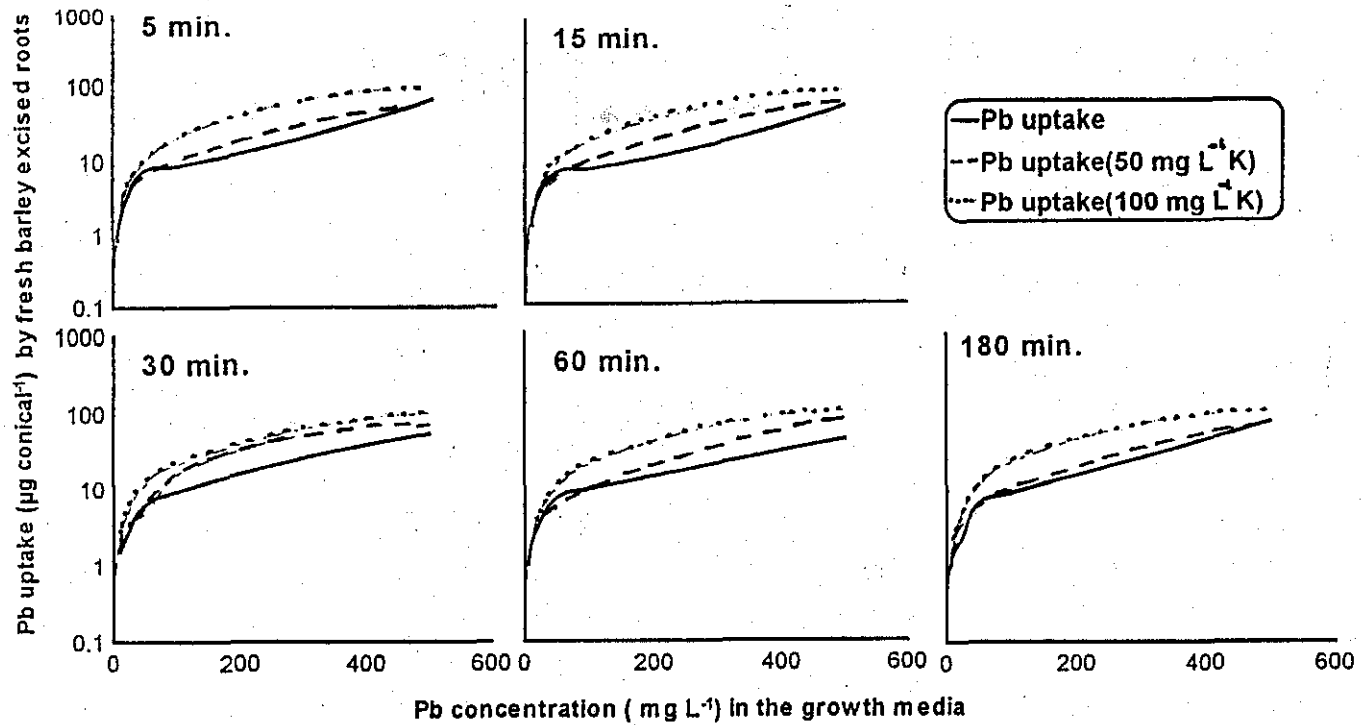 Pb uptake (µg conical⁻¹) by fresh barley excised roots
1000
100
10
1
0.1
5 min.
15 min.
Pb uptake
Pb uptake(50 mg L⁻¹ K)
Pb uptake(100 mg L⁻¹ K)
1000
100
10
1
0.1
30 min.
60 min.
180 min.
0 200 400 600
0 200 400 600
0 200 400 600
Pb concentration ( mg L⁻¹) in the growth media